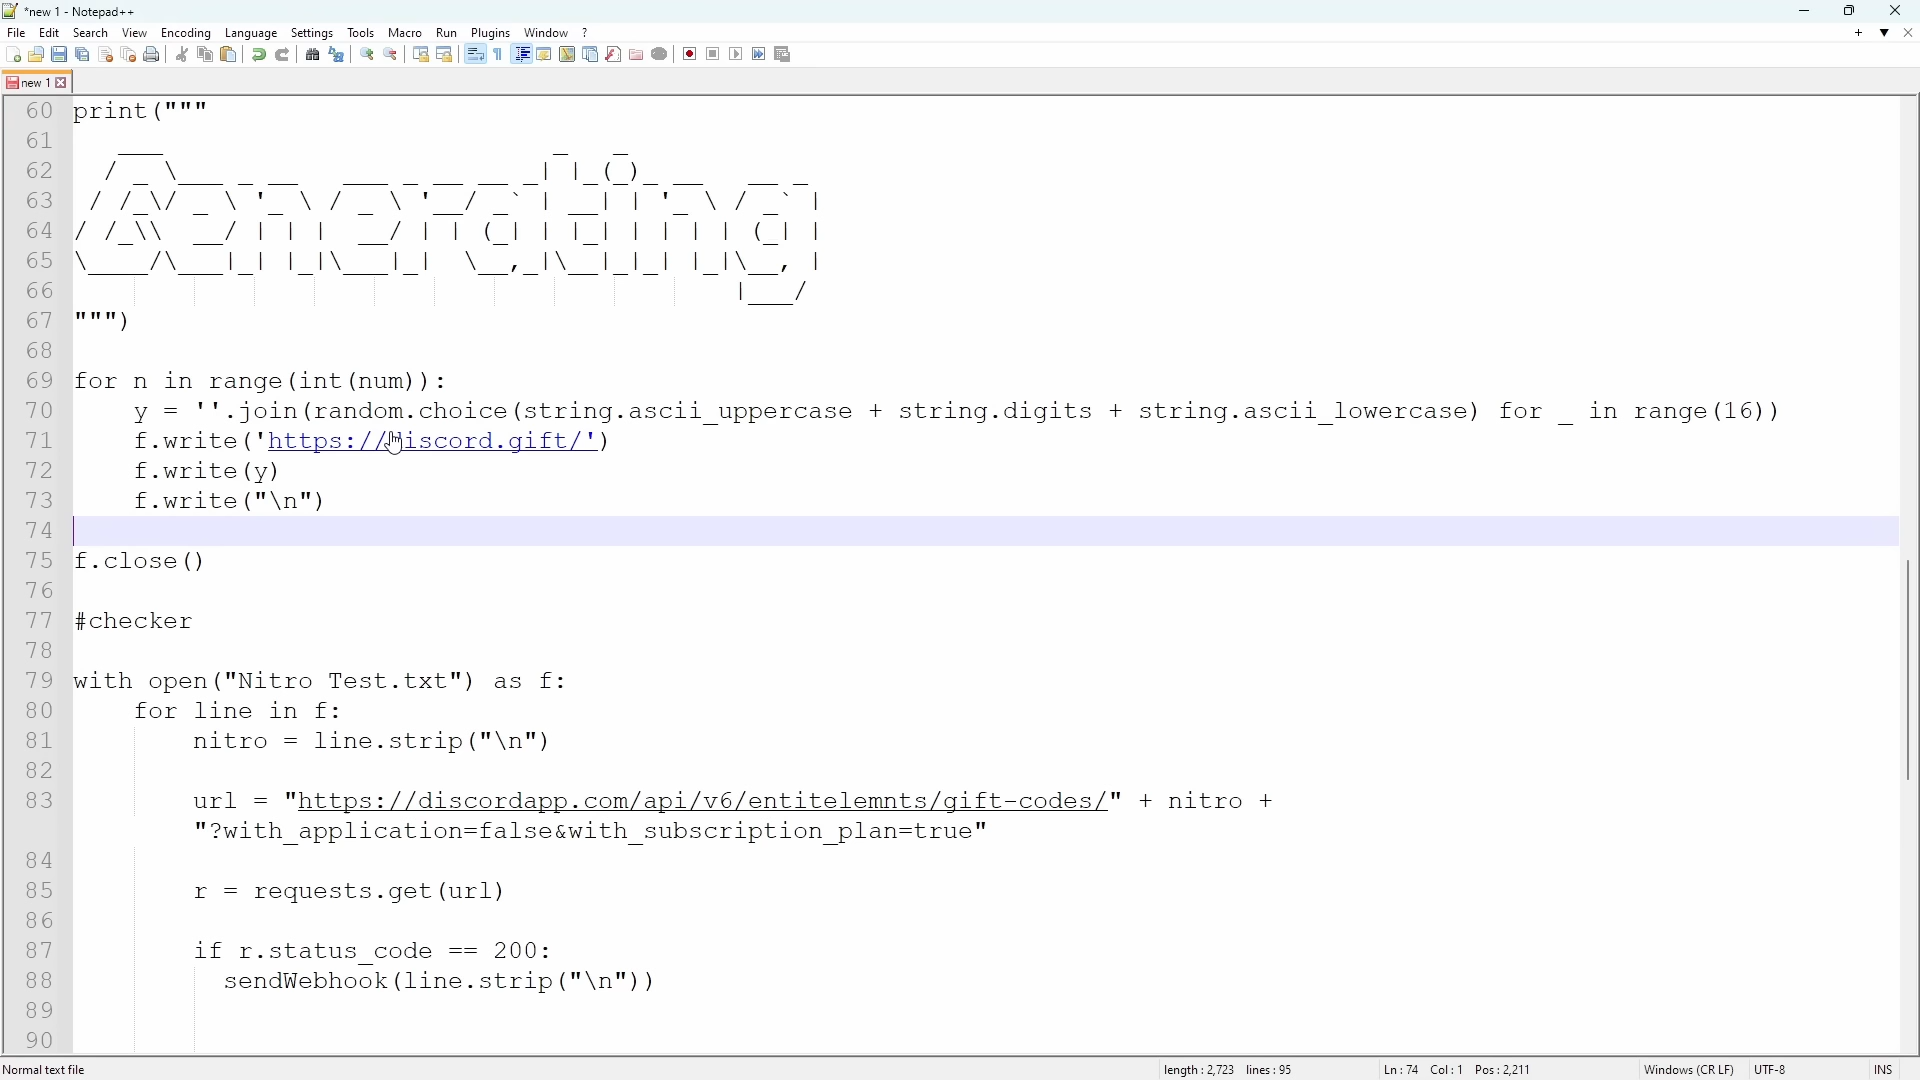 *new 1 - Notepad++
File Edit Search View Encoding Language Settings Tools Macro Run Plugins Window ?
new 1
60 print("""
61
62
63
64
65
66
67 """)
68
69 for n in range(int(num)):
70     y = ''.join(random.choice(string.ascii_uppercase + string.digits + string.ascii_lowercase) for _ in range(16))
71     f.write('https://discord.gift/')
72     f.write(y)
73     f.write("\n")
74
75 f.close()
76
77 #checker
78
79 with open("Nitro Test.txt") as f:
80     for line in f:
81         nitro = line.strip("\n")
82
83         url = "https://discordapp.com/api/v6/entitelemnts/gift-codes/" + nitro +
        "?with_application=false&with_subscription_plan=true"
84
85         r = requests.get(url)
86
87         if r.status_code == 200:
88           sendWebhook(line.strip("\n"))
89
90
Normal text file length : 2,723 lines : 95 Ln : 74 Col : 1 Pos : 2,211 Windows (CR LF) UTF-8 INS